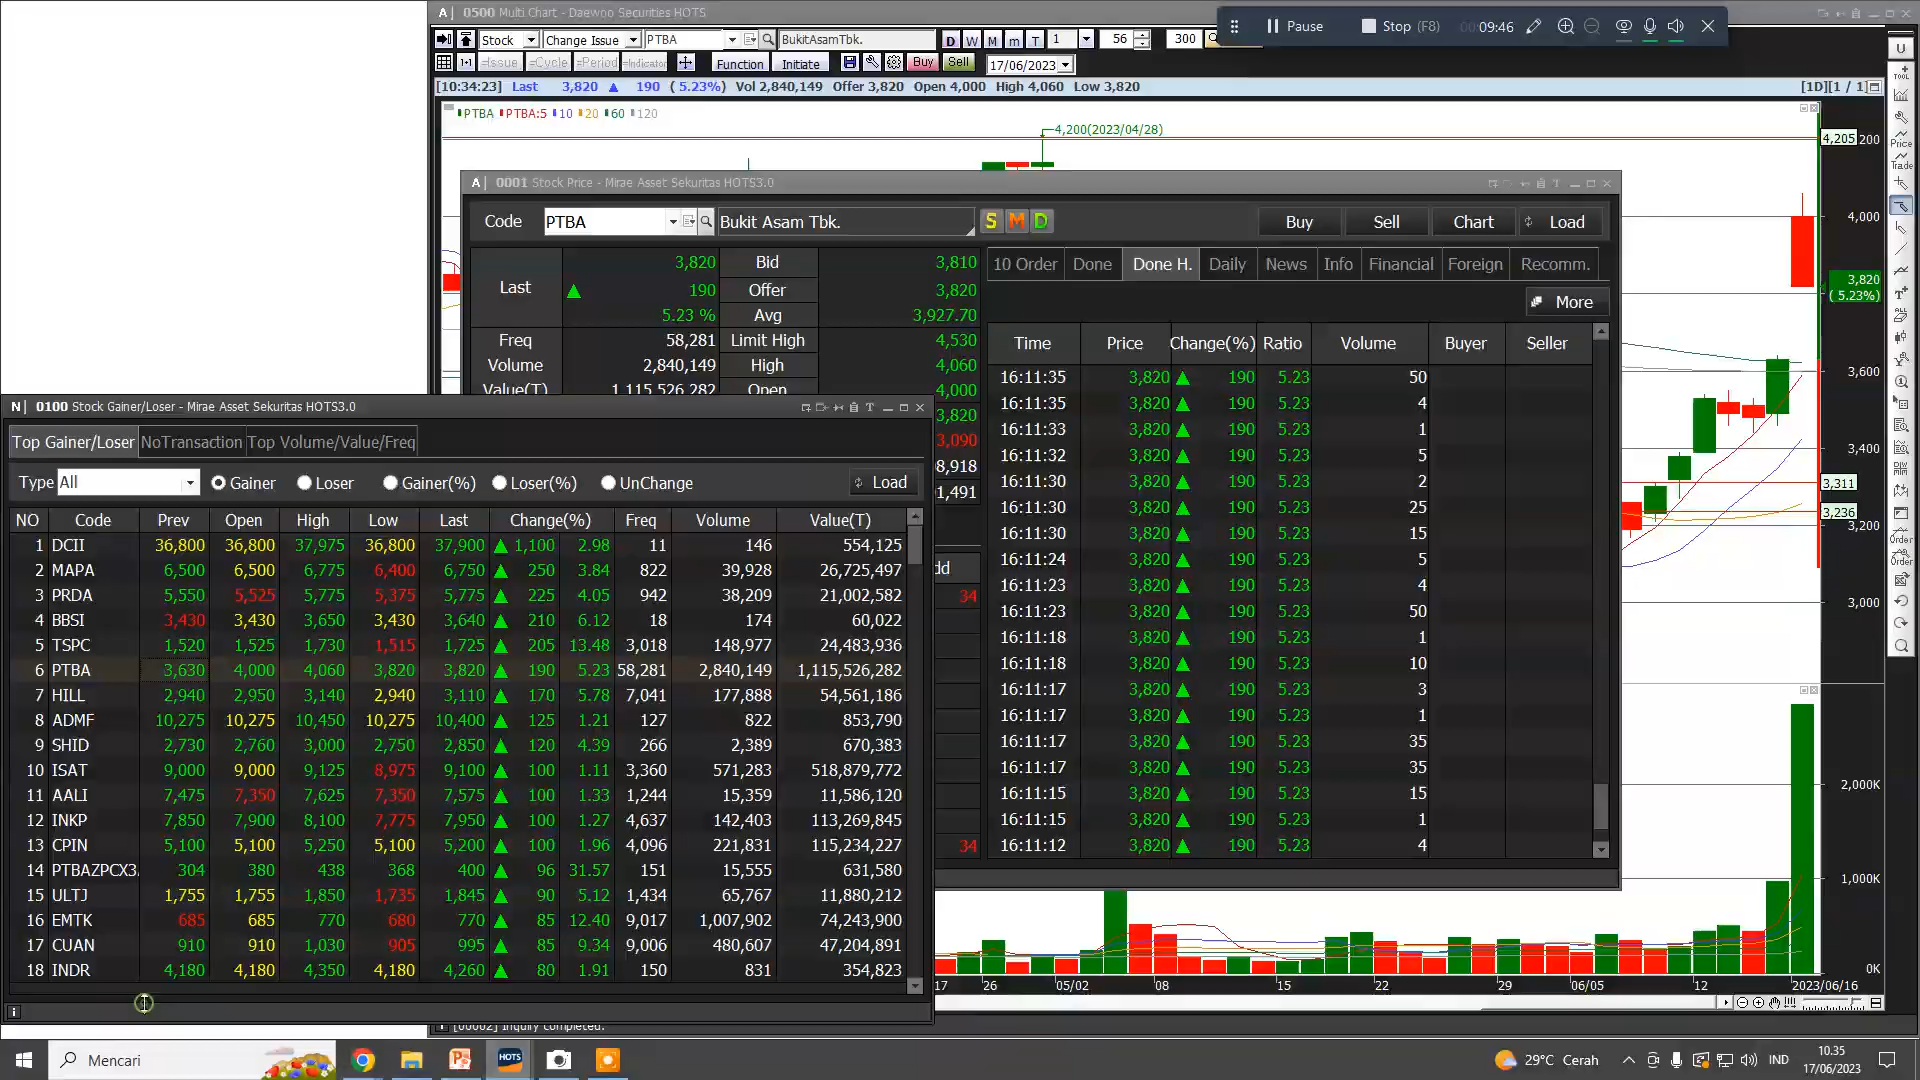 A| 0500 Multi Chart - Daewoo Securities HOTS
Pause Stop (F8) 00:09:46
Stock Change Issue PTBA BukitAsamTbk. D W M m T 1 56 300
=Issue =Cycle =Period =Indicator Function Initiate Buy Sell 17/06/2023
[10:34:23] Last 3,820 ▲ 190 ( 5.23%) Vol 2,840,149 Offer 3,820 Open 4,000 High 4,060 Low 3,820 [1D][1 / 1]
PTBA PTBA:5 10 20 60 120
4,200(2023/04/28)
4,205
200
4,000
3,820
( 5.23%)
3,600
3,400
3,311
3,236
3,200
3,000
2,000K
1,000K
0K
U
TOOL
Price
Trade
ALL
DIV
Order
Order
A| 0001 Stock Price - Mirae Asset Sekuritas HOTS3.0
Code PTBA Bukit Asam Tbk. S M D Buy Sell Chart Load
Last 3,820 Bid 3,810
▲ 190 Offer 3,820
5.23 % Avg 3,927.70
Freq 58,281 Limit High 4,530
Volume 2,840,149 High 4,060
Value(T) 1,115,526,282 Open 4,000
3,820
3,090
8,918
01,491
dd
34
34
10 Order Done Done H. Daily News Info Financial Foreign Recomm.
More
Time Price Change(%) Ratio Volume Buyer Seller
16:11:35 3,820 ▲ 190 5.23 50
16:11:35 3,820 ▲ 190 5.23 4
16:11:33 3,820 ▲ 190 5.23 1
16:11:32 3,820 ▲ 190 5.23 5
16:11:30 3,820 ▲ 190 5.23 2
16:11:30 3,820 ▲ 190 5.23 25
16:11:30 3,820 ▲ 190 5.23 15
16:11:24 3,820 ▲ 190 5.23 5
16:11:23 3,820 ▲ 190 5.23 4
16:11:23 3,820 ▲ 190 5.23 50
16:11:18 3,820 ▲ 190 5.23 1
16:11:18 3,820 ▲ 190 5.23 10
16:11:17 3,820 ▲ 190 5.23 3
16:11:17 3,820 ▲ 190 5.23 1
16:11:17 3,820 ▲ 190 5.23 35
16:11:17 3,820 ▲ 190 5.23 35
16:11:15 3,820 ▲ 190 5.23 15
16:11:15 3,820 ▲ 190 5.23 1
16:11:12 3,820 ▲ 190 5.23 4
N| 0100 Stock Gainer/Loser - Mirae Asset Sekuritas HOTS3.0
Top Gainer/Loser NoTransaction Top Volume/Value/Freq
Type All Gainer Loser Gainer(%) Loser(%) UnChange Load
NO Code Prev Open High Low Last Change(%) Freq Volume Value(T)
1 DCII 36,800 36,800 37,975 36,800 37,900 ▲ 1,100 2.98 11 146 554,125
2 MAPA 6,500 6,500 6,775 6,400 6,750 ▲ 250 3.84 822 39,928 26,725,497
3 PRDA 5,550 5,525 5,775 5,375 5,775 ▲ 225 4.05 942 38,209 21,002,582
4 BBSI 3,430 3,430 3,650 3,430 3,640 ▲ 210 6.12 18 174 60,022
5 TSPC 1,520 1,525 1,730 1,515 1,725 ▲ 205 13.48 3,018 148,977 24,483,936
6 PTBA 3,630 4,000 4,060 3,820 3,820 ▲ 190 5.23 58,281 2,840,149 1,115,526,282
7 HILL 2,940 2,950 3,140 2,940 3,110 ▲ 170 5.78 7,041 177,888 54,561,186
8 ADMF 10,275 10,275 10,450 10,275 10,400 ▲ 125 1.21 127 822 853,790
9 SHID 2,730 2,760 3,000 2,750 2,850 ▲ 120 4.39 266 2,389 670,383
10 ISAT 9,000 9,000 9,125 8,975 9,100 ▲ 100 1.11 3,360 571,283 518,879,772
11 AALI 7,475 7,350 7,625 7,350 7,575 ▲ 100 1.33 1,244 15,359 11,586,120
12 INKP 7,850 7,900 8,100 7,775 7,950 ▲ 100 1.27 4,637 142,403 113,269,845
13 CPIN 5,100 5,100 5,250 5,100 5,200 ▲ 100 1.96 4,096 221,831 115,234,227
14 PTBAZPCX3. 304 380 438 368 400 ▲ 96 31.57 151 15,555 631,580
15 ULTJ 1,755 1,755 1,850 1,735 1,845 ▲ 90 5.12 1,434 65,767 11,880,212
16 EMTK 685 685 770 680 770 ▲ 85 12.40 9,017 1,007,902 74,243,900
17 CUAN 910 910 1,030 905 995 ▲ 85 9.34 9,006 480,607 47,204,891
18 INDR 4,180 4,180 4,350 4,180 4,260 ▲ 80 1.91 150 831 354,823
17 26 05/02 08 15 22 29 06/05 12 2023/06/16
[00002] Inquiry completed.
Mencari HOTS 29°C Cerah IND 10.35
17/06/2023